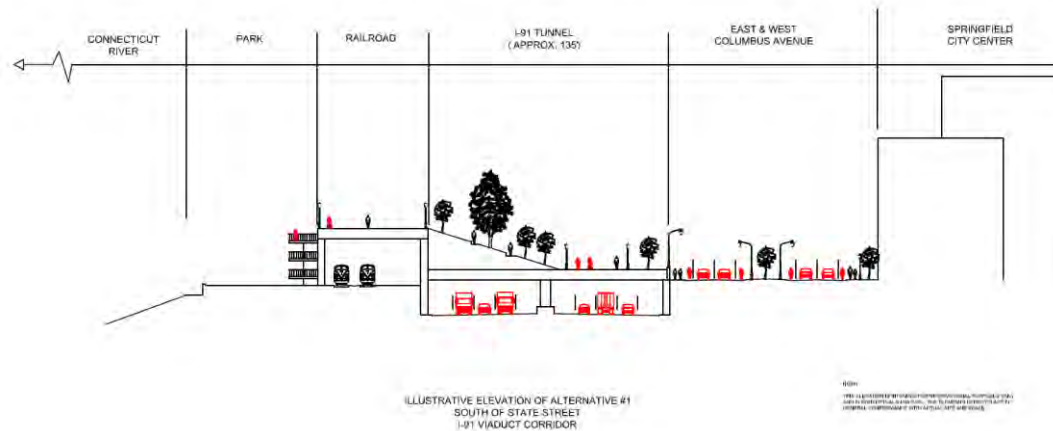 CONNECTICUT
RIVER
PARK
RAILROAD
I-91 TUNNEL
( APPROX. 135')
EAST & WEST
COLUMBUS AVENUE
SPRINGFIELD
CITY CENTER
ILLUSTRATIVE ELEVATION OF ALTERNATIVE #1
SOUTH OF STATE STREET
I-91 VIADUCT CORRIDOR